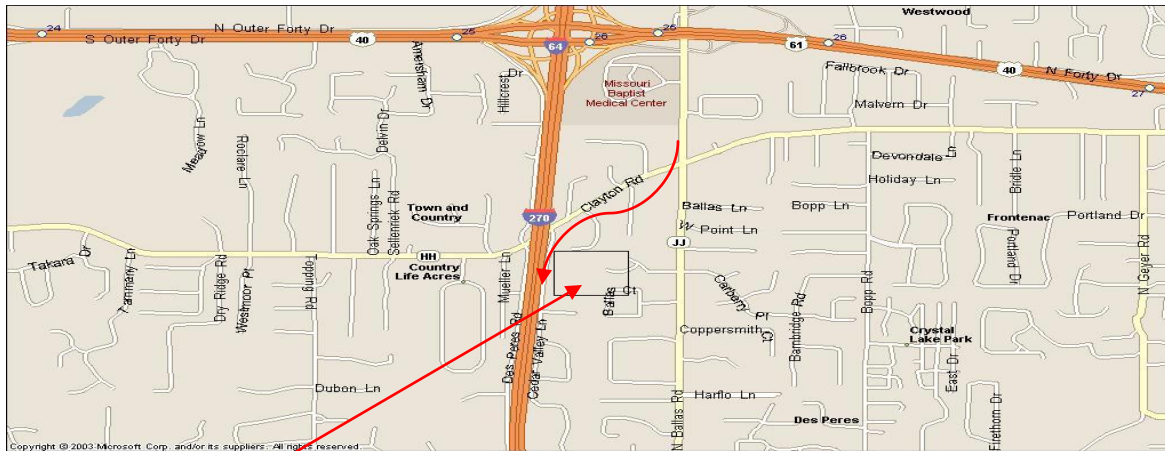 Westwood
24
N Outer Forty Dr
S Outer Forty Dr
40
25
64
26
26
61
26
40
N Forty Dr
27
Amersham Dr
Hillcrest Dr
Missouri
Baptist
Medical Center
Fallbrook Dr
Malvern Dr
Meadow Ln
Roclare Ln
Delvin Dr
Devondale Ln
Holiday Ln
Bridle Ln
Clayton Rd
Oak Springs Ln
Sellenriek Rd
Town and
Country
270
Ballas Ln
Bopp Ln
W Point Ln
Frontenac
Portland Dr
JJ
HH
Takara Dr
Tammany Ln
Dry Ridge Rd
Westmoor Pl
Topping Rd
Country
Life Acres
Mueller Ln
Ballas Ct
Carberry Pl
Bopp Rd
Portland Dr
N Geyer Rd
Des Peres Rd
Cedar Valley Ln
Coppersmith Ct
Bambridge Rd
Crystal
Lake Park
East Dr
Dubon Ln
Harflo Ln
N Ballas Rd
Des Peres
Firethorn Dr
Copyright © 2003 Microsoft Corp. and/or its suppliers. All rights reserved.